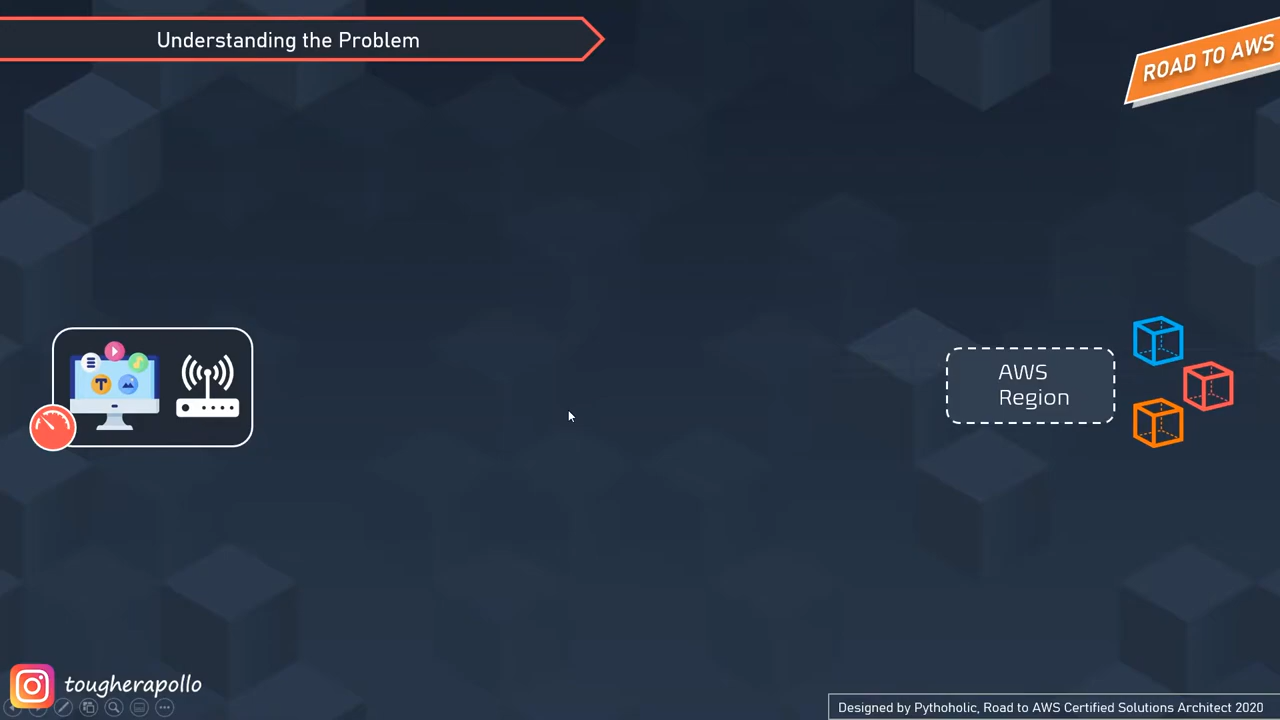 Understanding the Problem
ROAD TO AWS
AWS
Region
T
tougherapollo
Designed by Pythoholic, Road to AWS Certified Solutions Architect 2020